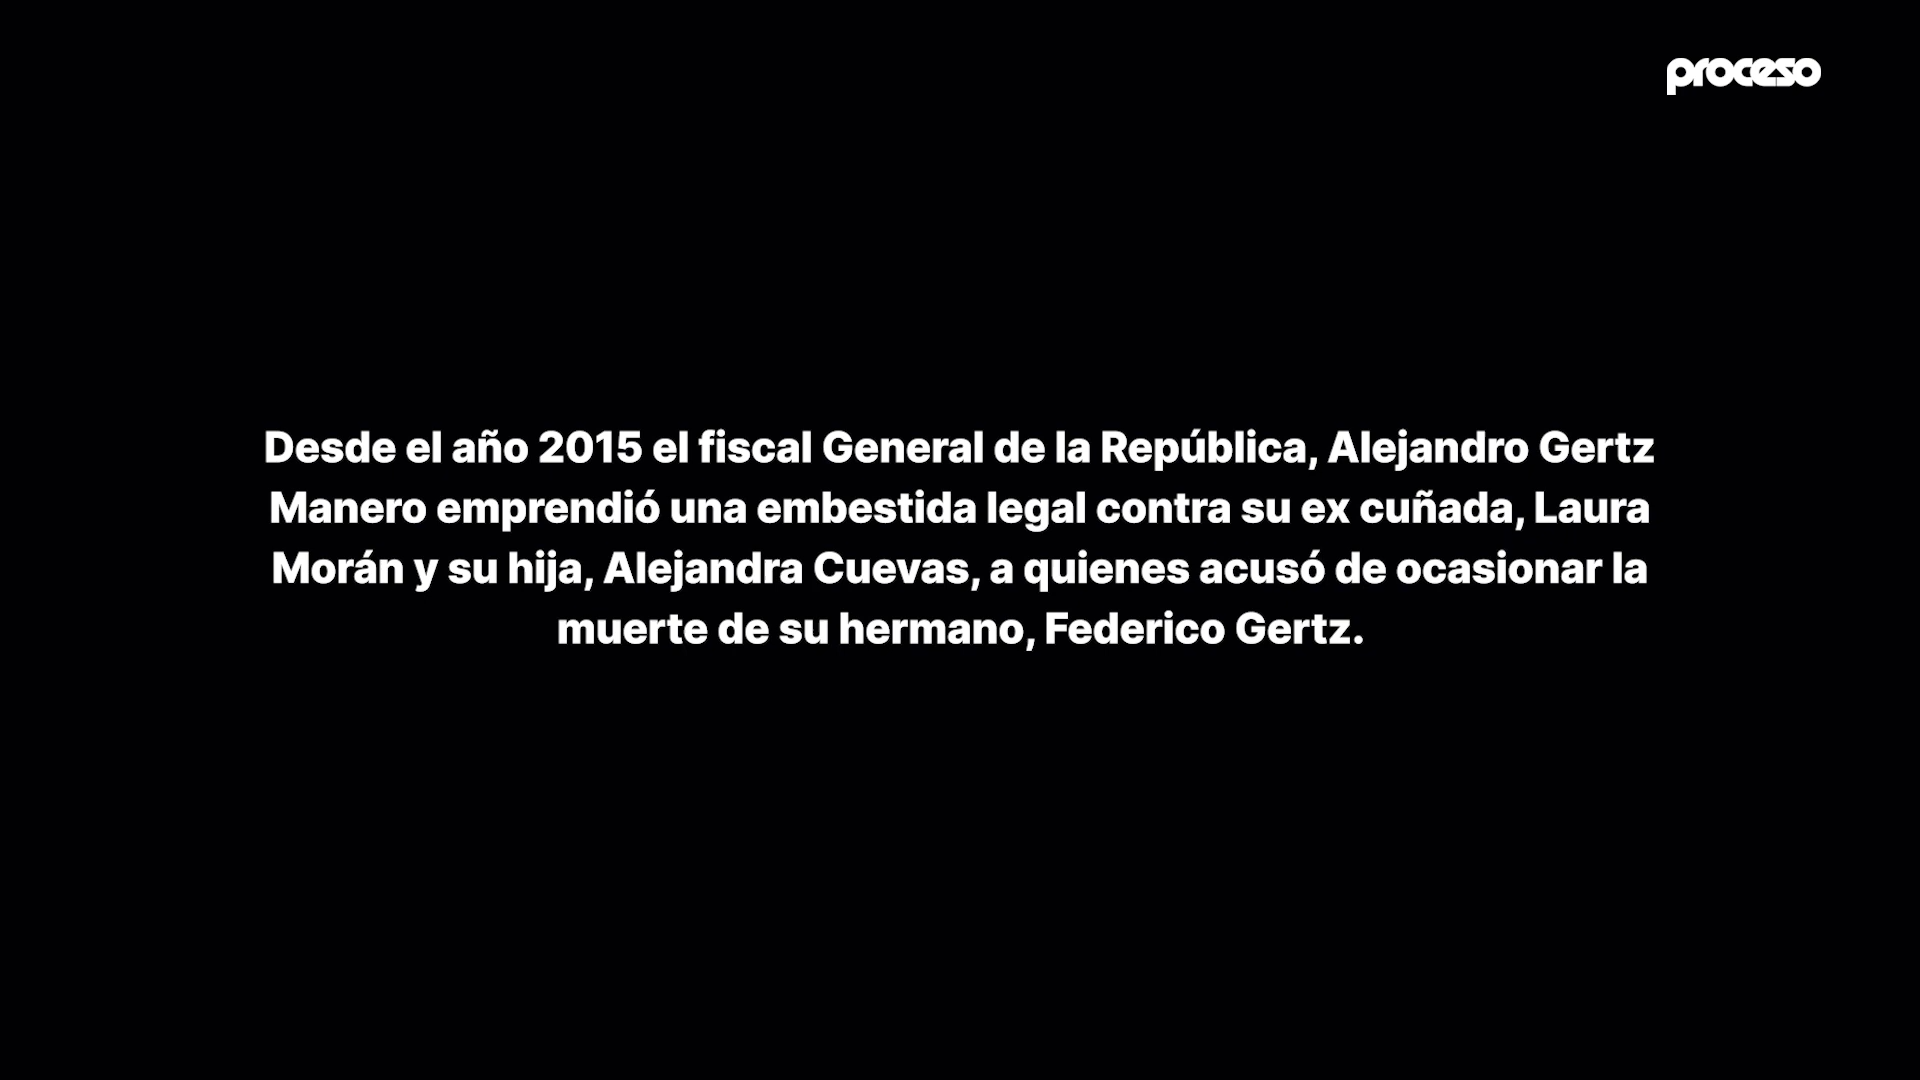 proceso
Desde el año 2015 el fiscal General de la República, Alejandro Gertz
Manero emprendió una embestida legal contra su ex cuñada, Laura
Morán y su hija, Alejandra Cuevas, a quienes acusó de ocasionar la
muerte de su hermano, Federico Gertz.